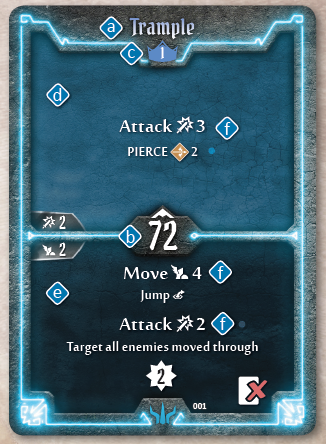 a Trample
c 1
d
Attack 3 f
PIERCE 2
2
b 72
2
Move 4 f
e Jump
Attack 2 f
Target all enemies moved through
2
001